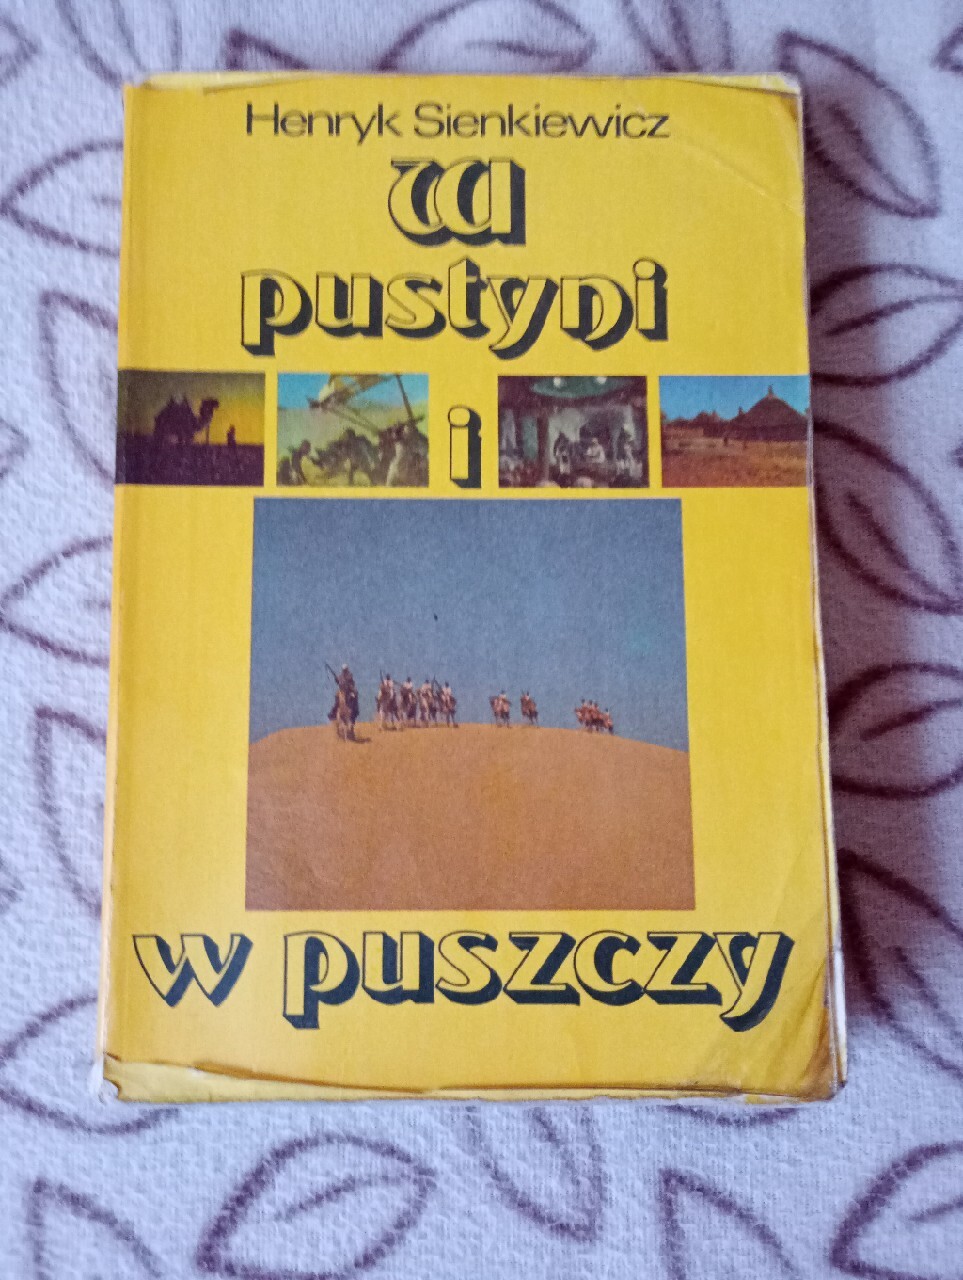 Henryk Sienkiewicz
W
pustyni
i
w puszczy